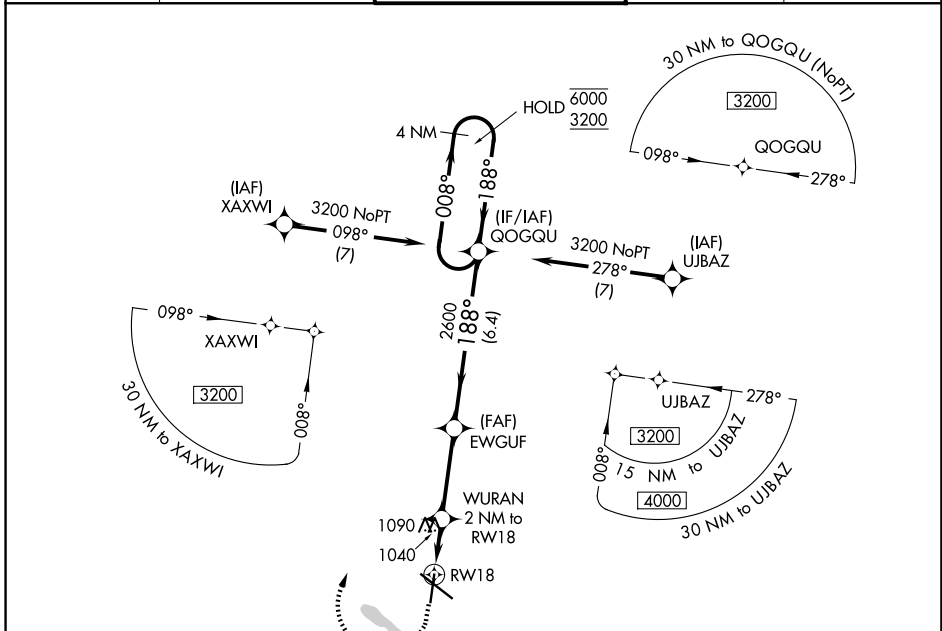 30 NM to QOGQU (NoPT)
3200
QOGQU
098°
278°
HOLD 6000
3200
4 NM
008°
188°
(IAF)
XAXWI
3200 NoPT
098°
(7)
(IF/IAF)
QOGQU
3200 NoPT
278°
(7)
(IAF)
UJBAZ
2600
188°
(6.4)
098°
XAXWI
3200
008°
30 NM to XAXWI
(FAF)
EWGUF
UJBAZ
278°
3200
008°
15 NM to UJBAZ
4000
30 NM to UJBAZ
WURAN
2 NM to
RW18
1090
1040
RW18